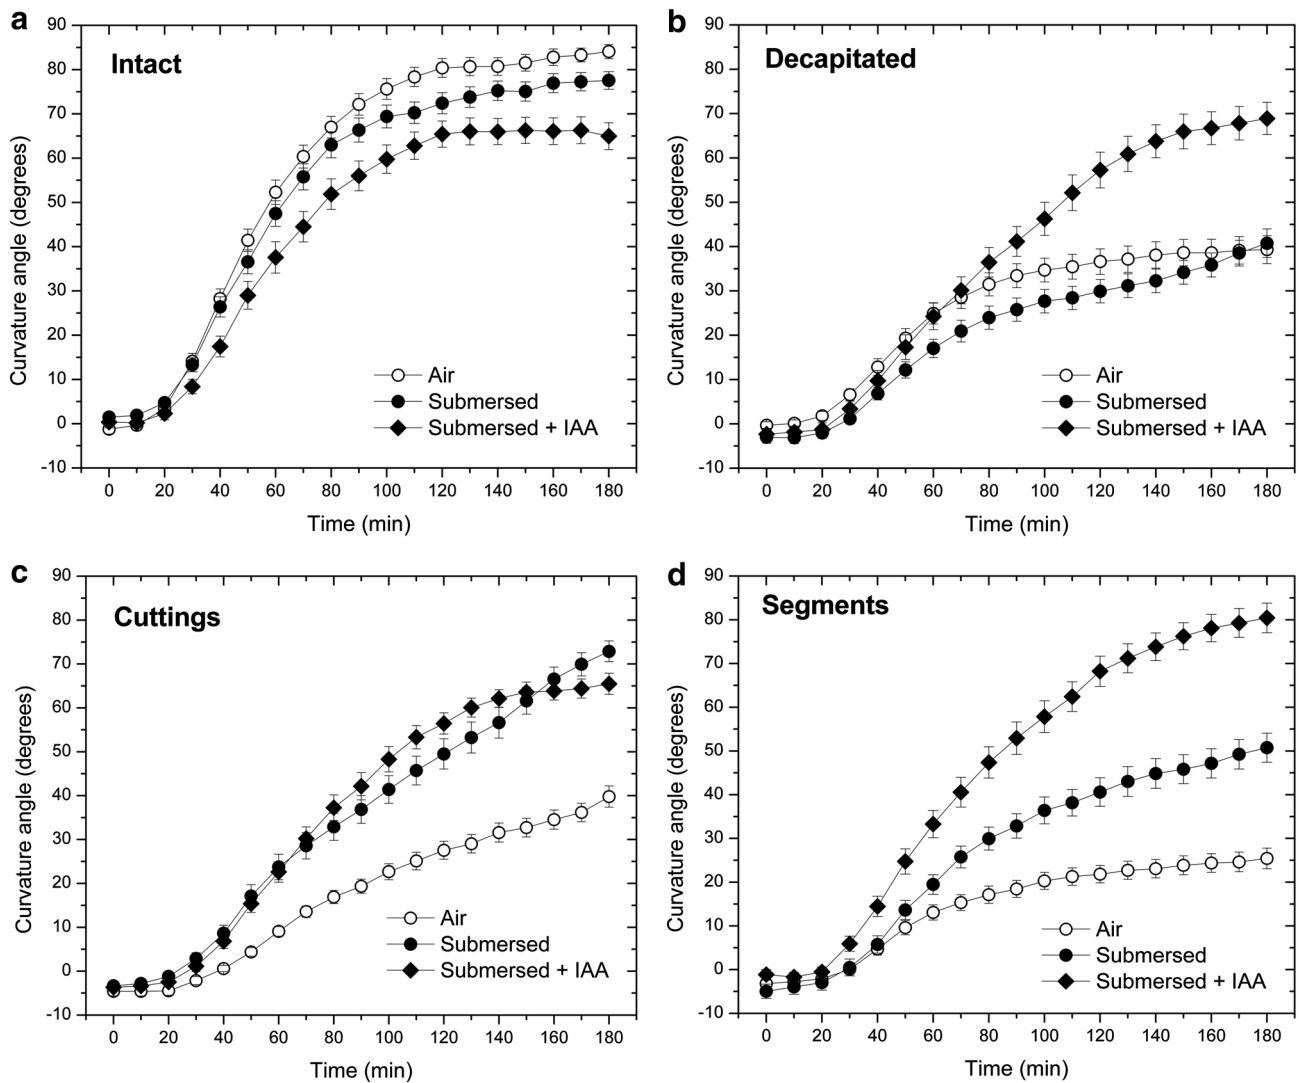 a
Intact
Curvature angle (degrees)
90
80
70
60
50
40
30
20
10
0
-10
Air
Submersed
Submersed + IAA
0 20 40 60 80 100 120 140 160 180
Time (min)
b
Decapitated
Curvature angle (degrees)
90
80
70
60
50
40
30
20
10
0
-10
Air
Submersed
Submersed + IAA
0 20 40 60 80 100 120 140 160 180
Time (min)
c
Cuttings
Curvature angle (degrees)
90
80
70
60
50
40
30
20
10
0
-10
Air
Submersed
Submersed + IAA
0 20 40 60 80 100 120 140 160 180
Time (min)
d
Segments
Curvature angle (degrees)
90
80
70
60
50
40
30
20
10
0
-10
Air
Submersed
Submersed + IAA
0 20 40 60 80 100 120 140 160 180
Time (min)